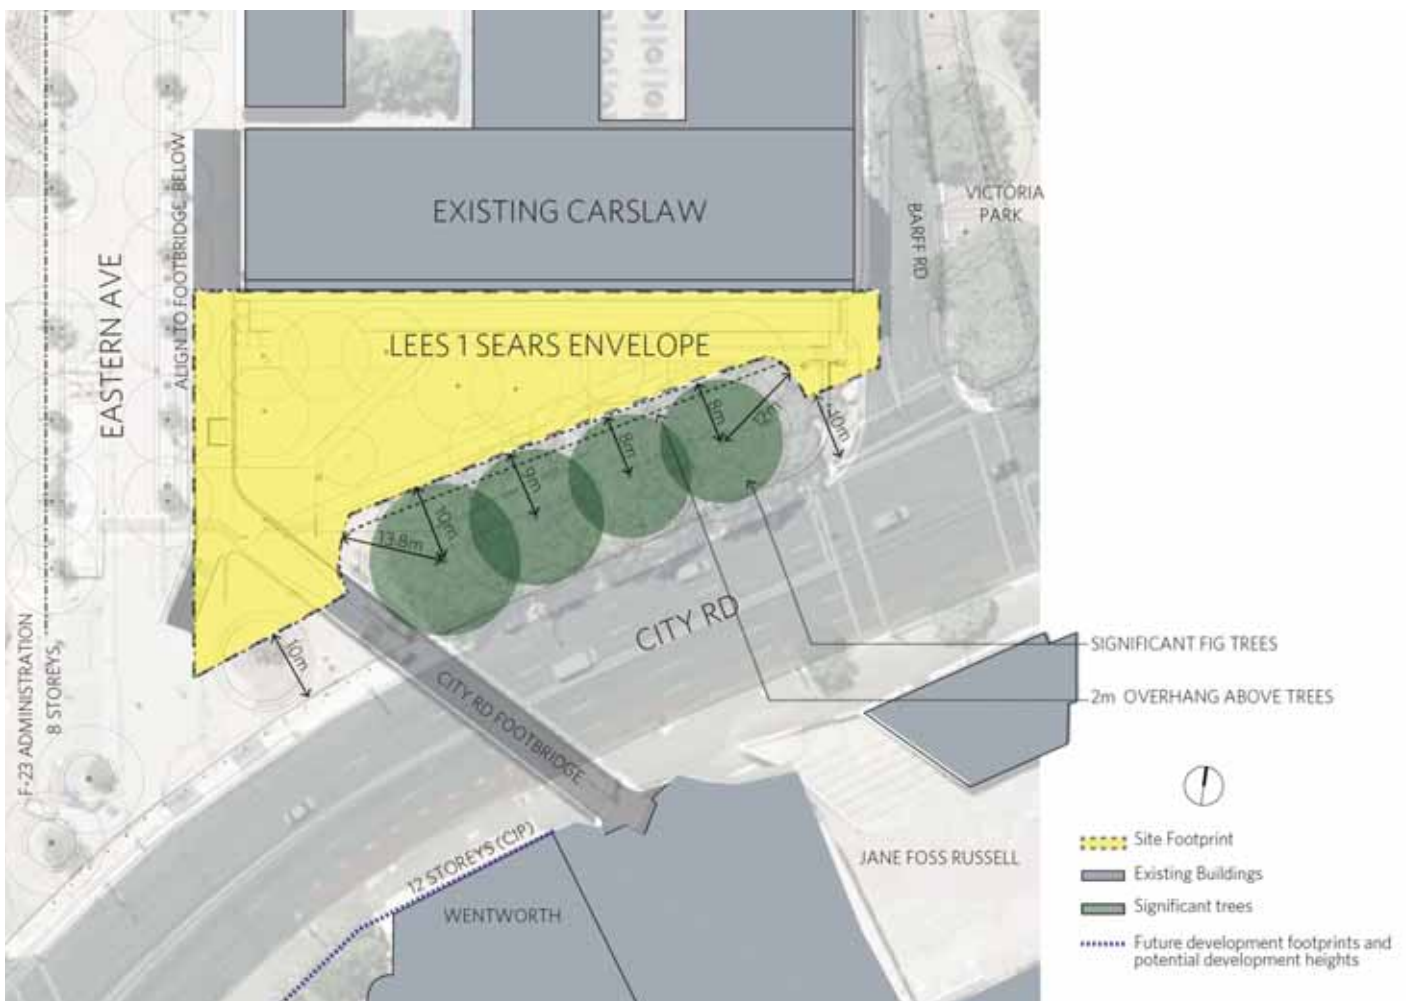 EXISTING CARSLAW
VICTORIA
PARK
BARFF RD
EASTERN AVE
ALIGN TO FOOTBRIDGE BELOW
LEES 1 SEARS ENVELOPE
8m
12m
10m
8m
9m
10m
13.8m
10m
CITY RD
CITY RD FOOTBRIDGE
F-23 ADMINISTRATION
8 STOREYS
SIGNIFICANT FIG TREES
2m OVERHANG ABOVE TREES
12 STOREYS (CIP)
WENTWORTH
JANE FOSS RUSSELL
Site Footprint
Existing Buildings
Significant trees
Future development footprints and
potential development heights